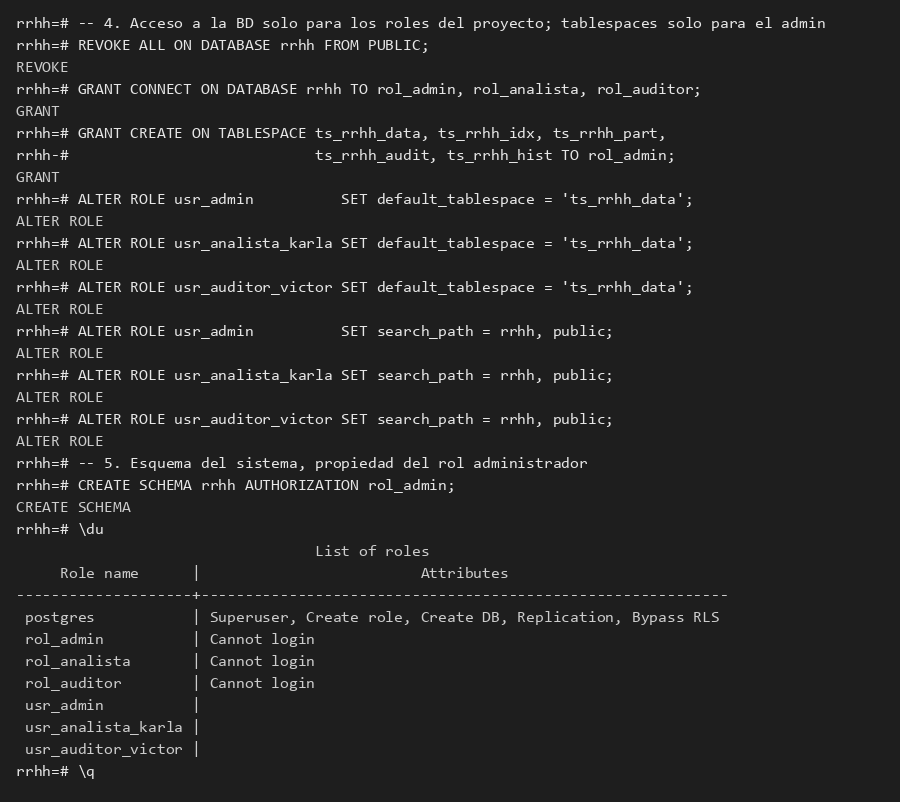 rrhh=# -- 4. Acceso a la BD solo para los roles del proyecto; tablespaces solo para el admin
rrhh=# REVOKE ALL ON DATABASE rrhh FROM PUBLIC;
REVOKE
rrhh=# GRANT CONNECT ON DATABASE rrhh TO rol_admin, rol_analista, rol_auditor;
GRANT
rrhh=# GRANT CREATE ON TABLESPACE ts_rrhh_data, ts_rrhh_idx, ts_rrhh_part,
rrhh-#                            ts_rrhh_audit, ts_rrhh_hist TO rol_admin;
GRANT
rrhh=# ALTER ROLE usr_admin          SET default_tablespace = 'ts_rrhh_data';
ALTER ROLE
rrhh=# ALTER ROLE usr_analista_karla SET default_tablespace = 'ts_rrhh_data';
ALTER ROLE
rrhh=# ALTER ROLE usr_auditor_victor SET default_tablespace = 'ts_rrhh_data';
ALTER ROLE
rrhh=# ALTER ROLE usr_admin          SET search_path = rrhh, public;
ALTER ROLE
rrhh=# ALTER ROLE usr_analista_karla SET search_path = rrhh, public;
ALTER ROLE
rrhh=# ALTER ROLE usr_auditor_victor SET search_path = rrhh, public;
ALTER ROLE
rrhh=# -- 5. Esquema del sistema, propiedad del rol administrador
rrhh=# CREATE SCHEMA rrhh AUTHORIZATION rol_admin;
CREATE SCHEMA
rrhh=# \du
                                  List of roles
     Role name      |                         Attributes
--------------------+------------------------------------------------------------
 postgres           | Superuser, Create role, Create DB, Replication, Bypass RLS
 rol_admin          | Cannot login
 rol_analista       | Cannot login
 rol_auditor        | Cannot login
 usr_admin          |
 usr_analista_karla |
 usr_auditor_victor |
rrhh=# \q